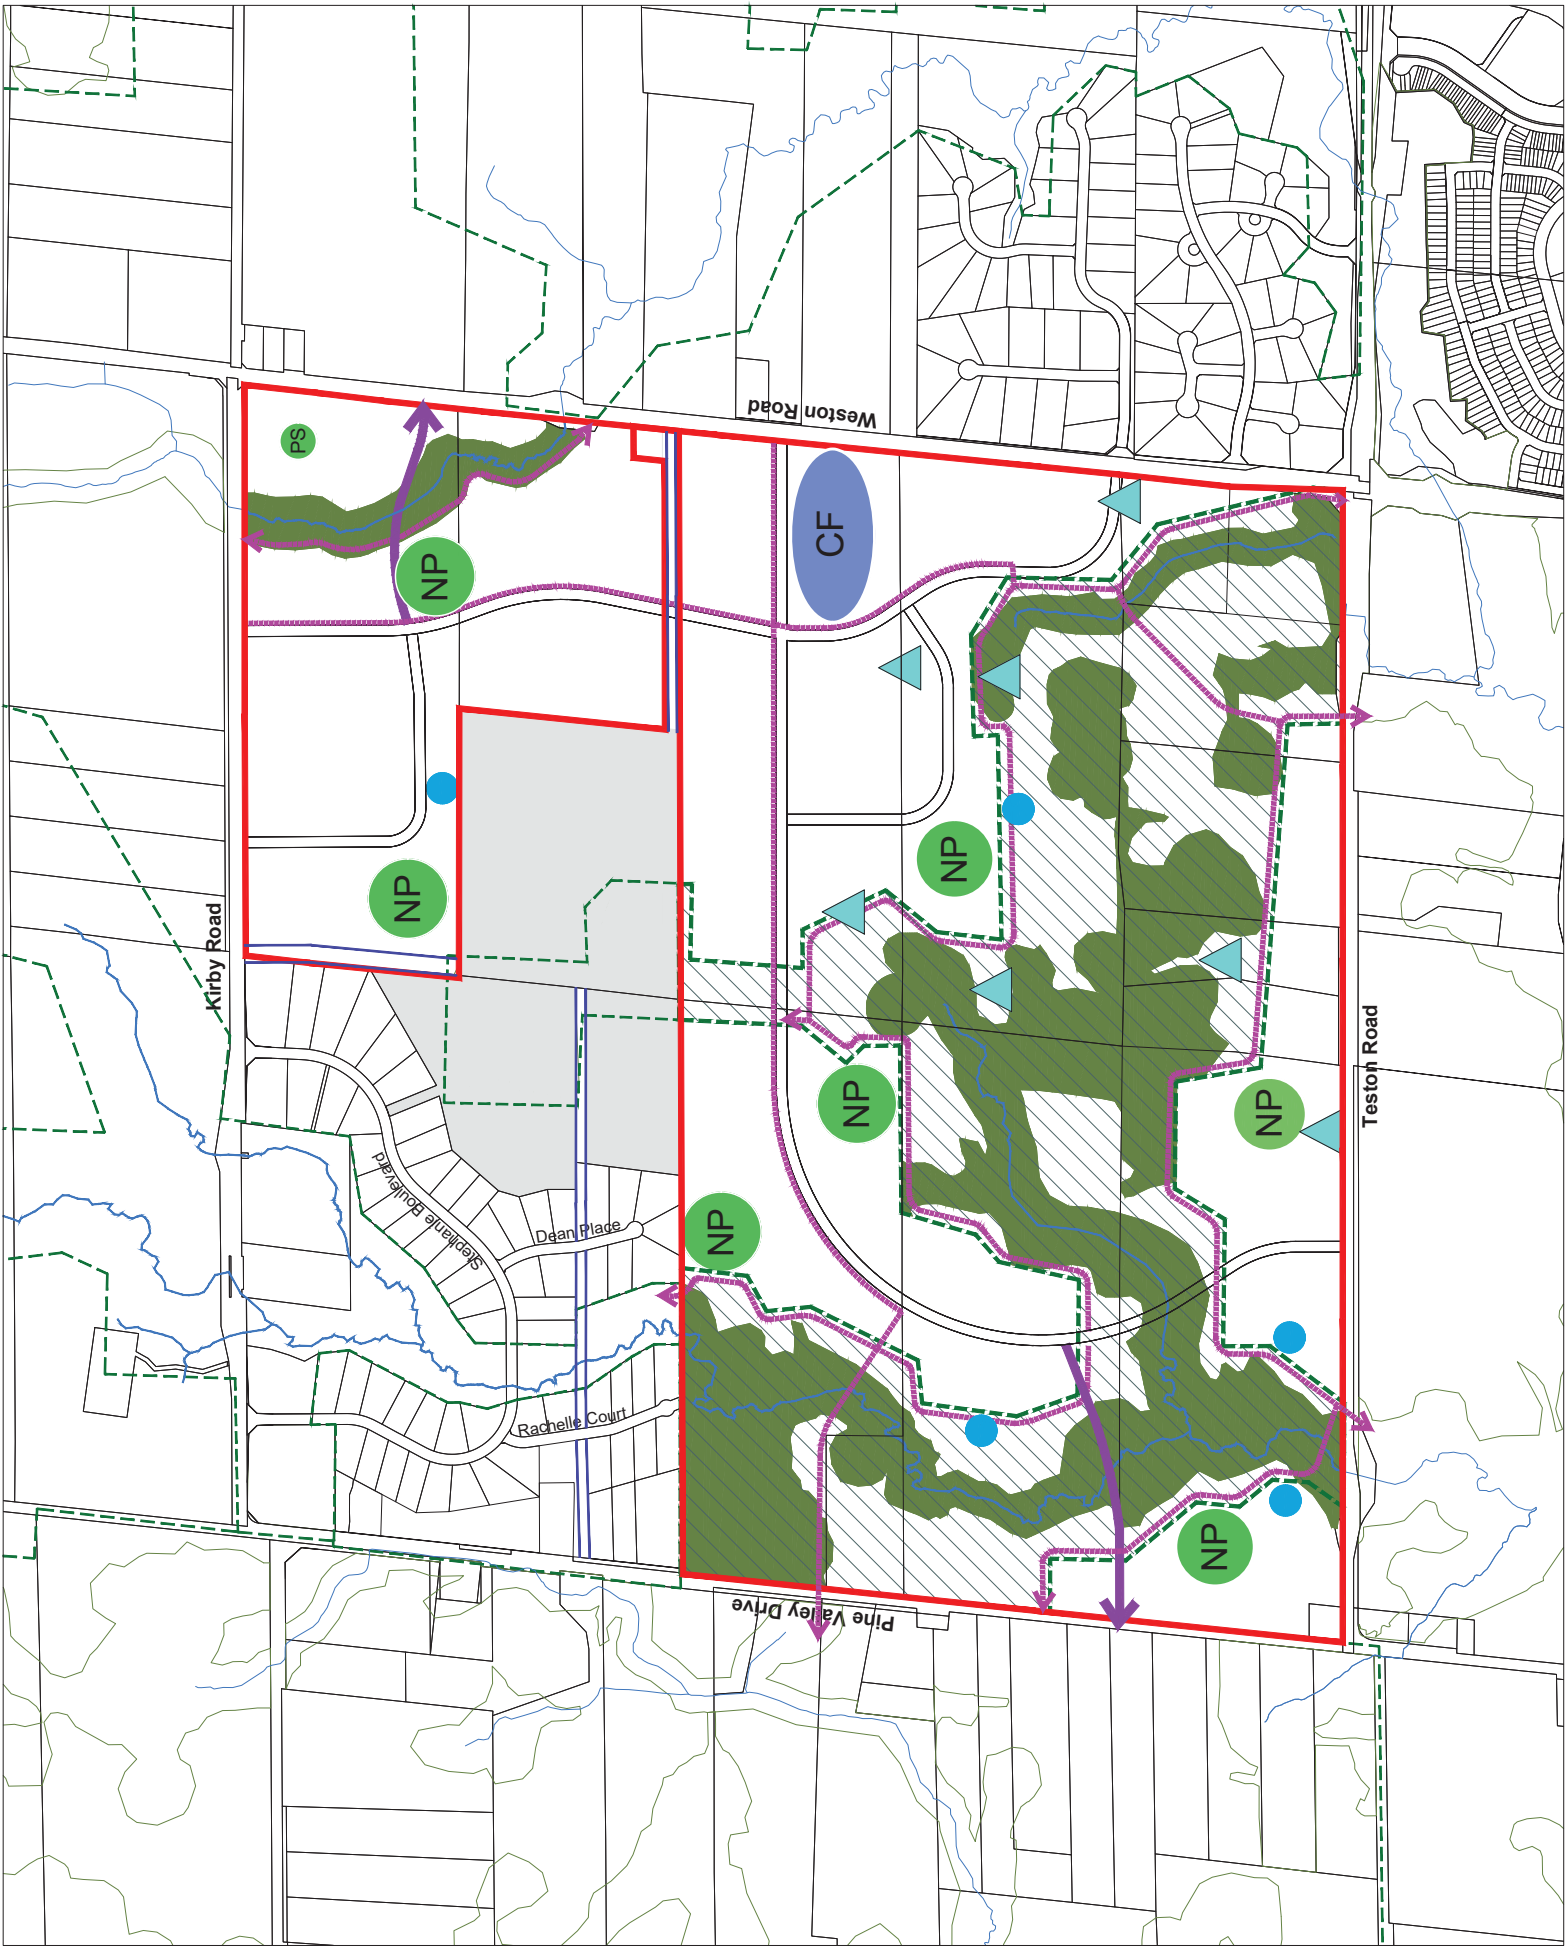 Weston Road
PS
CF
NP
NP
NP
Kirby Road
NP
NP
Teston Road
Stephanie Boulevard
NP
Dean Place
Rachelle Court
NP
Pine Valley Drive